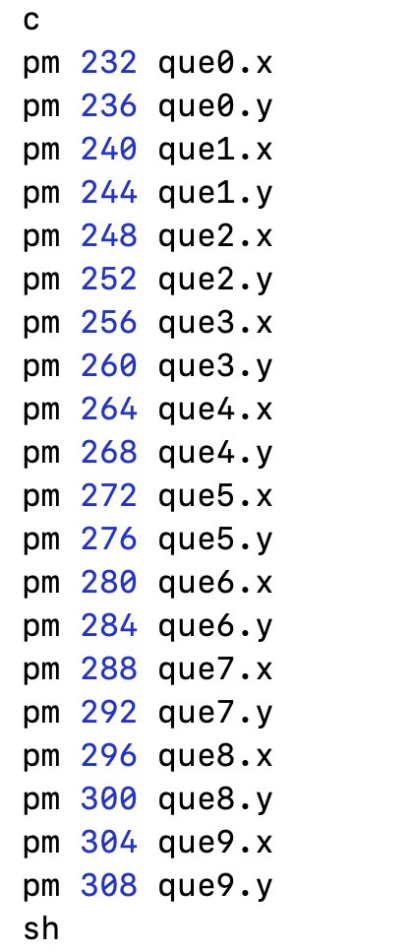 c
pm 232 que0.x
pm 236 que0.y
pm 240 que1.x
pm 244 que1.y
pm 248 que2.x
pm 252 que2.y
pm 256 que3.x
pm 260 que3.y
pm 264 que4.x
pm 268 que4.y
pm 272 que5.x
pm 276 que5.y
pm 280 que6.x
pm 284 que6.y
pm 288 que7.x
pm 292 que7.y
pm 296 que8.x
pm 300 que8.y
pm 304 que9.x
pm 308 que9.y
sh